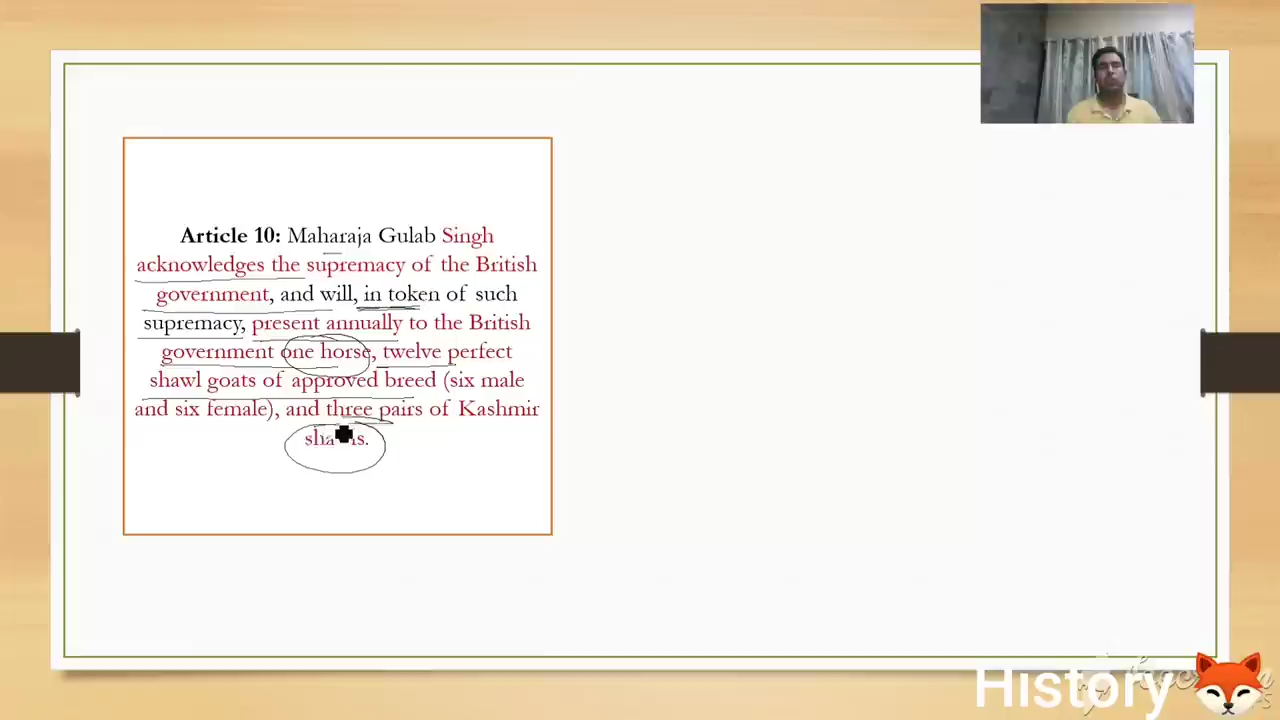 Article 10: Maharaja Gulab Singh
acknowledges the supremacy of the British
government, and will, in token of such
supremacy, present annually to the British
government one horse, twelve perfect
shawl goats of approved breed (six male
and six female), and three pairs of Kashmir
History